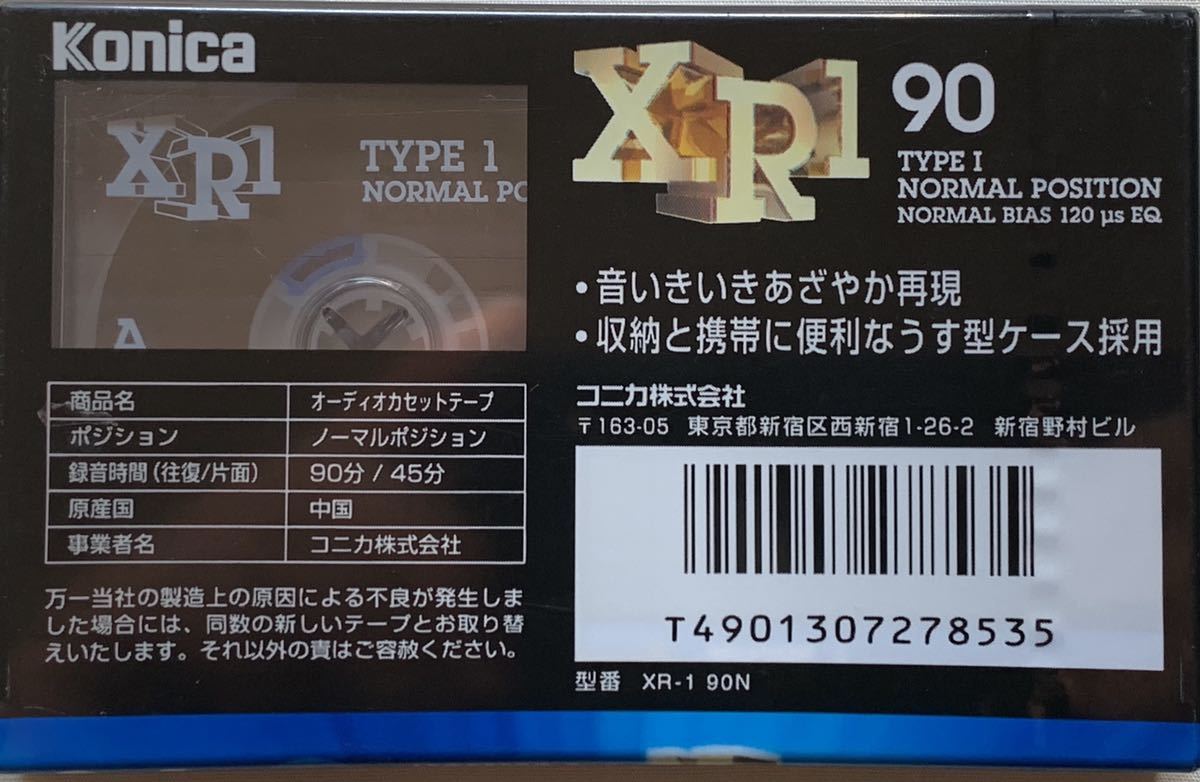 Konica
XR1
TYPE 1
NORMAL PO
A
XR1 90
TYPE I
NORMAL POSITION
NORMAL BIAS 120 μs EQ
・音いきいきあざやか再現
・収納と携帯に便利なうす型ケース採用
商品名 オーディオカセットテープ
ポジション ノーマルポジション
録音時間(往復/片面) 90分 / 45分
原産国 中国
事業者名 コニカ株式会社
万一当社の製造上の原因による不良が発生しま
した場合には、同数の新しいテープとお取り替
えいたします。それ以外の責はご容赦ください。
コニカ株式会社
〒163-05 東京都新宿区西新宿1-26-2 新宿野村ビル
T4901307278535
型番 XR-1 90N